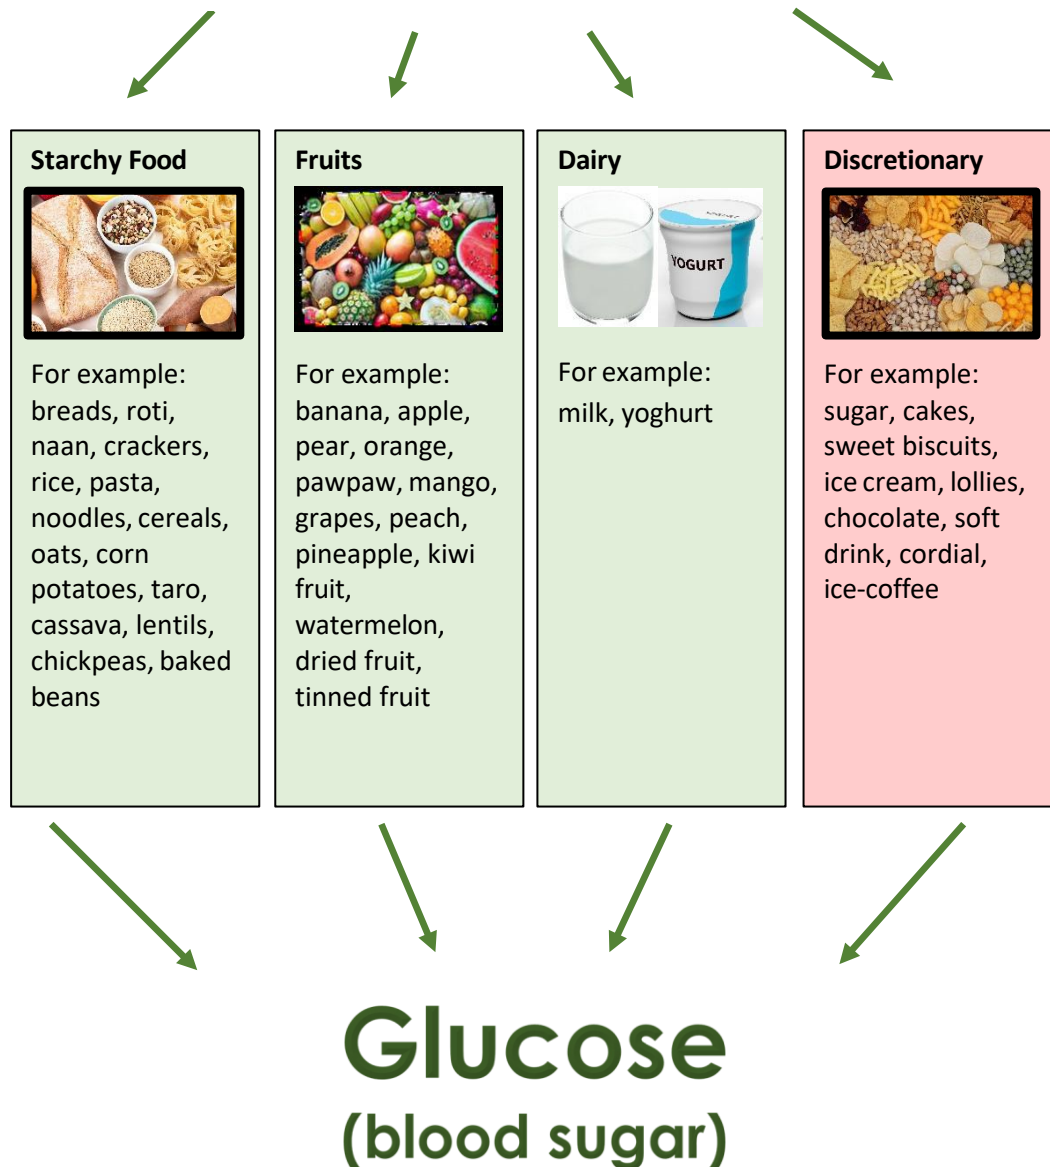 Starchy Food
For example:
breads, roti,
naan, crackers,
rice, pasta,
noodles, cereals,
oats, corn
potatoes, taro,
cassava, lentils,
chickpeas, baked
beans
Fruits
For example:
banana, apple,
pear, orange,
pawpaw, mango,
grapes, peach,
pineapple, kiwi
fruit,
watermelon,
dried fruit,
tinned fruit
Dairy
YOGURT
YOGURT
For example:
milk, yoghurt
Discretionary
For example:
sugar, cakes,
sweet biscuits,
ice cream, lollies,
chocolate, soft
drink, cordial,
ice-coffee
Glucose
(blood sugar)